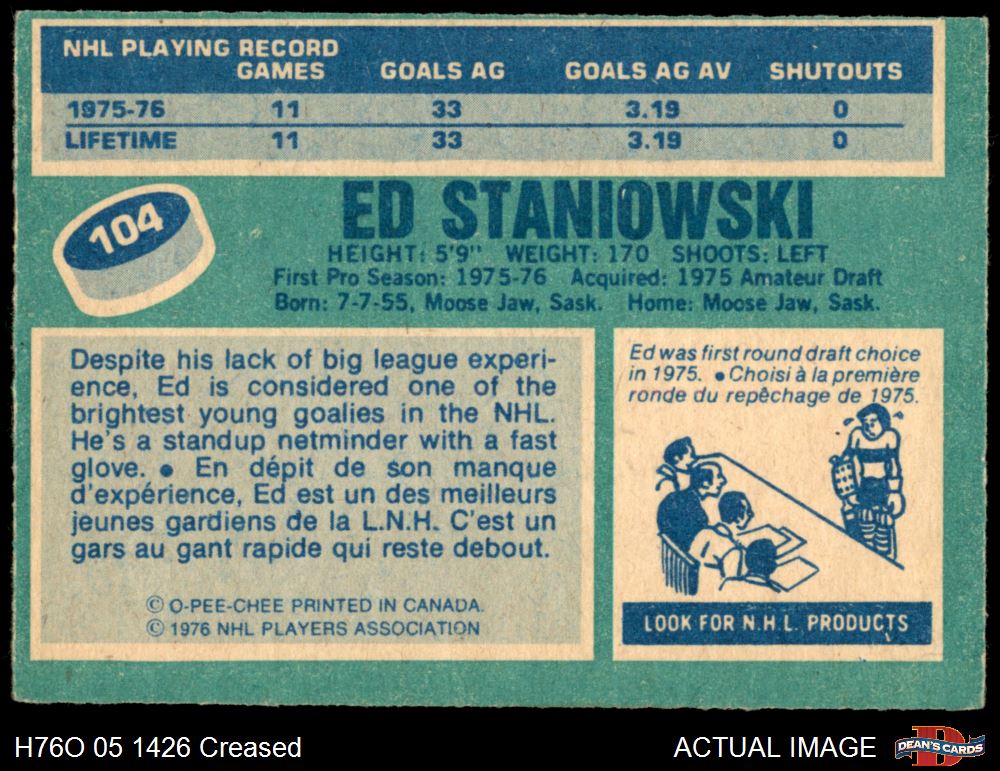 NHL PLAYING RECORD
GAMES GOALS AG GOALS AG AV SHUTOUTS
1975-76 11 33 3.19 0
LIFETIME 11 33 3.19 0
104
ED STANIOWSKI
HEIGHT: 5'9" WEIGHT: 170 SHOOTS: LEFT
First Pro Season: 1975-76 Acquired: 1975 Amateur Draft
Born: 7-7-55, Moose Jaw, Sask. Home: Moose Jaw, Sask.
Despite his lack of big league experi-
ence, Ed is considered one of the
brightest young goalies in the NHL.
He's a standup netminder with a fast
glove. ● En dépit de son manque
d'expérience, Ed est un des meilleurs
jeunes gardiens de la L.N.H. C'est un
gars au gant rapide qui reste debout.
© O-PEE-CHEE PRINTED IN CANADA.
© 1976 NHL PLAYERS ASSOCIATION
Ed was first round draft choice
in 1975. ● Choisi à la première
ronde du repêchage de 1975.
LOOK FOR N.H.L. PRODUCTS
H76O 05 1426 Creased
ACTUAL IMAGE
D
DEAN'S CARDS